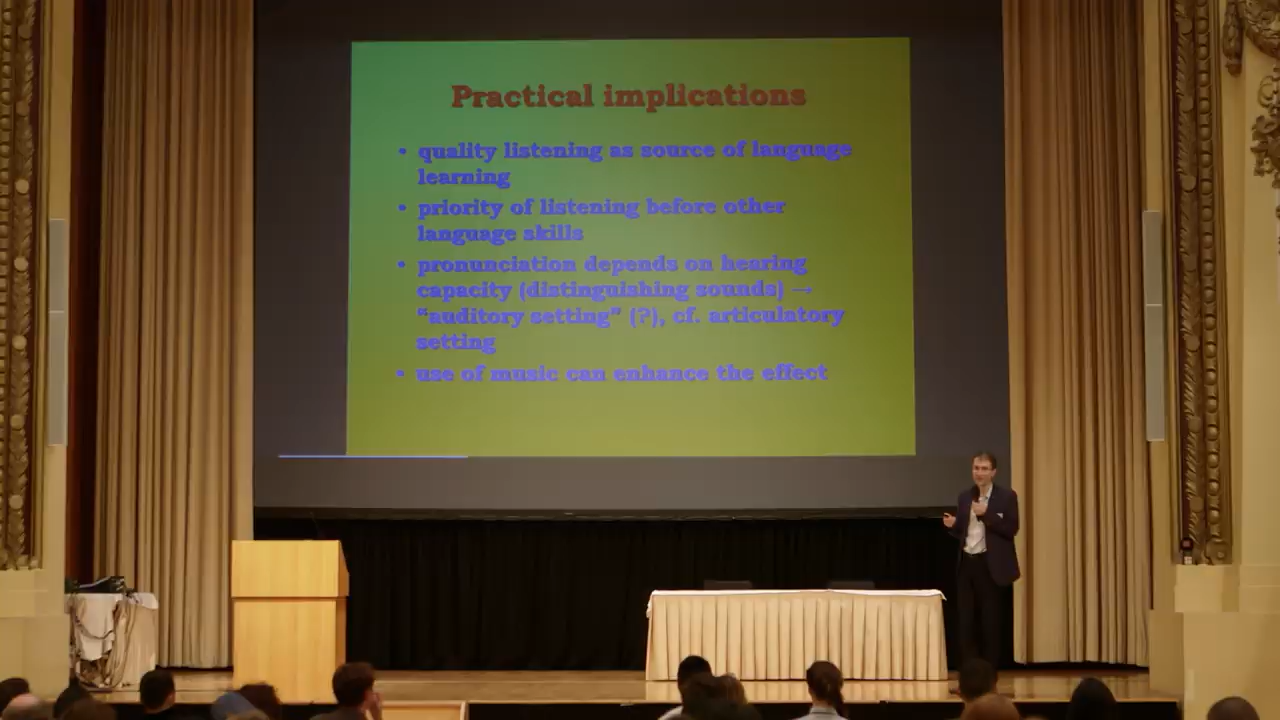 Practical implications
• quality listening as source of language
learning
• priority of listening before other
language skills
• pronunciation depends on hearing
capacity (distinguishing sounds) →
“auditory setting” (?), cf. articulatory
setting
• use of music can enhance the effect